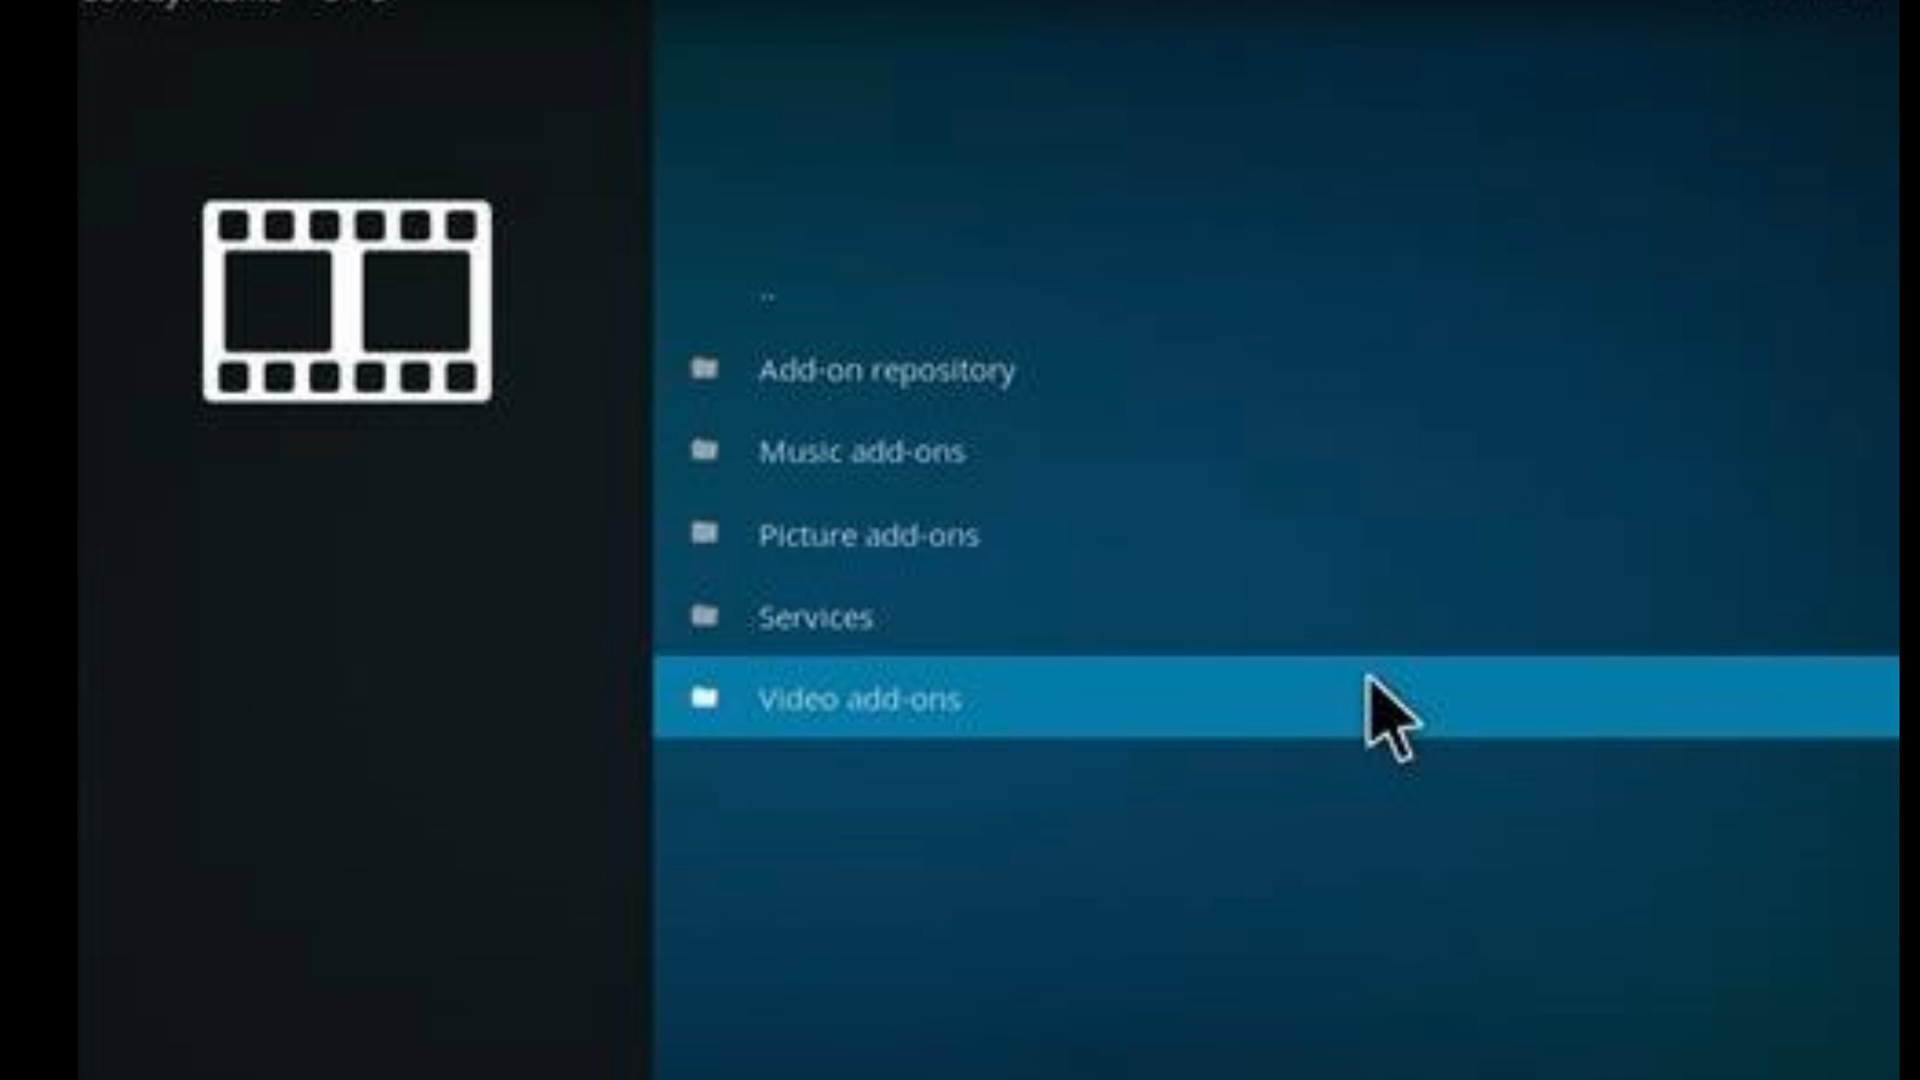 ..
Add-on repository
Music add-ons
Picture add-ons
Services
Video add-ons